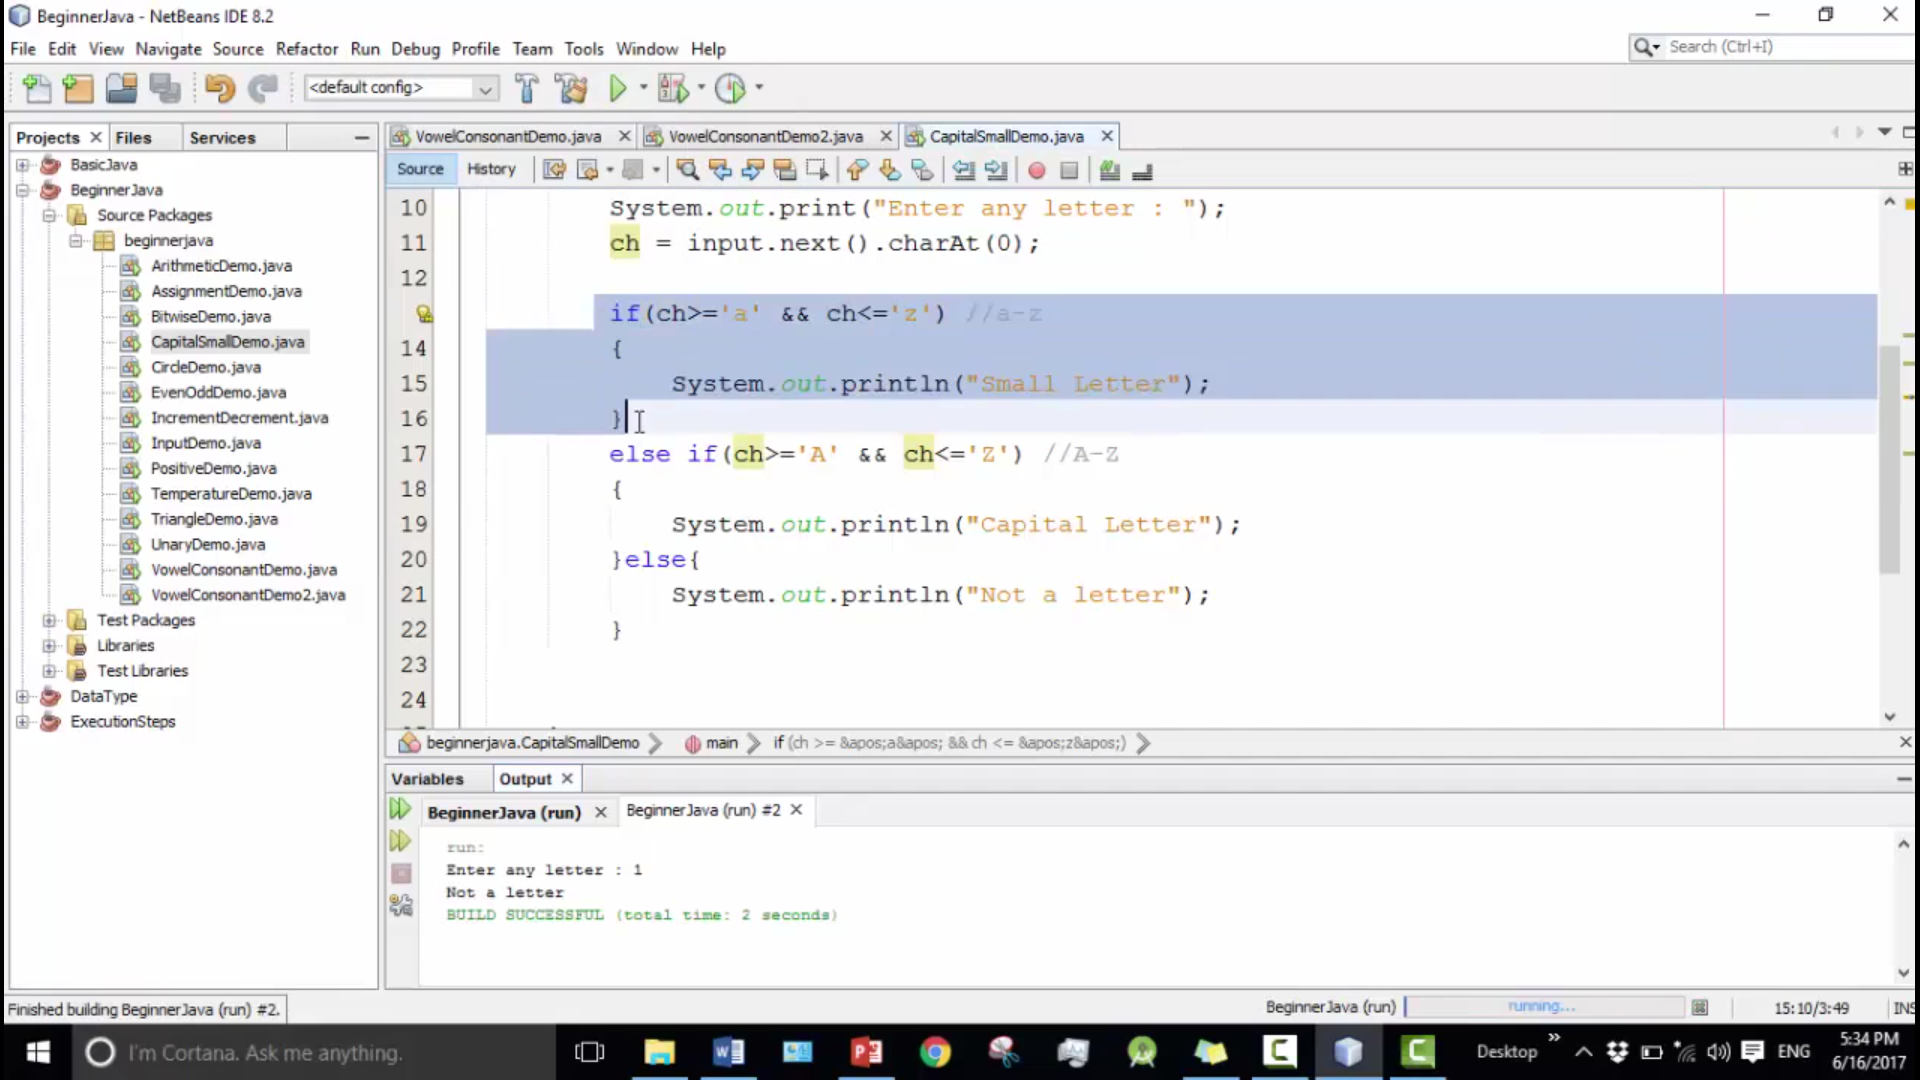 BeginnerJava - NetBeans IDE 8.2
File Edit View Navigate Source Refactor Run Debug Profile Team Tools Window Help
Search (Ctrl+I)
<default config>
Projects Files Services
VowelConsonantDemo.java VowelConsonantDemo2.java CapitalSmallDemo.java
Source History
BasicJava
BeginnerJava
Source Packages
beginnerjava
ArithmeticDemo.java
AssignmentDemo.java
BitwiseDemo.java
CapitalSmallDemo.java
CircleDemo.java
EvenOddDemo.java
IncrementDecrement.java
InputDemo.java
PositiveDemo.java
TemperatureDemo.java
TriangleDemo.java
UnaryDemo.java
VowelConsonantDemo.java
VowelConsonantDemo2.java
Test Packages
Libraries
Test Libraries
DataType
ExecutionSteps
10 System.out.print("Enter any letter : ");
11 ch = input.next().charAt(0);
12
if(ch>='a' && ch<='z') //a-z
14 {
15 System.out.println("Small Letter");
16 }
17 else if(ch>='A' && ch<='Z') //A-Z
18 {
19 System.out.println("Capital Letter");
20 }else{
21 System.out.println("Not a letter");
22 }
23
24
beginnerjava.CapitalSmallDemo main if (ch >= &apos;a&apos; && ch <= &apos;z&apos;)
Variables Output
BeginnerJava (run) BeginnerJava (run) #2
run:
Enter any letter : 1
Not a letter
BUILD SUCCESSFUL (total time: 2 seconds)
Finished building BeginnerJava (run) #2.
BeginnerJava (run) running... 15:10/3:49 INS
I'm Cortana. Ask me anything.
Desktop ENG
5:34 PM
6/16/2017